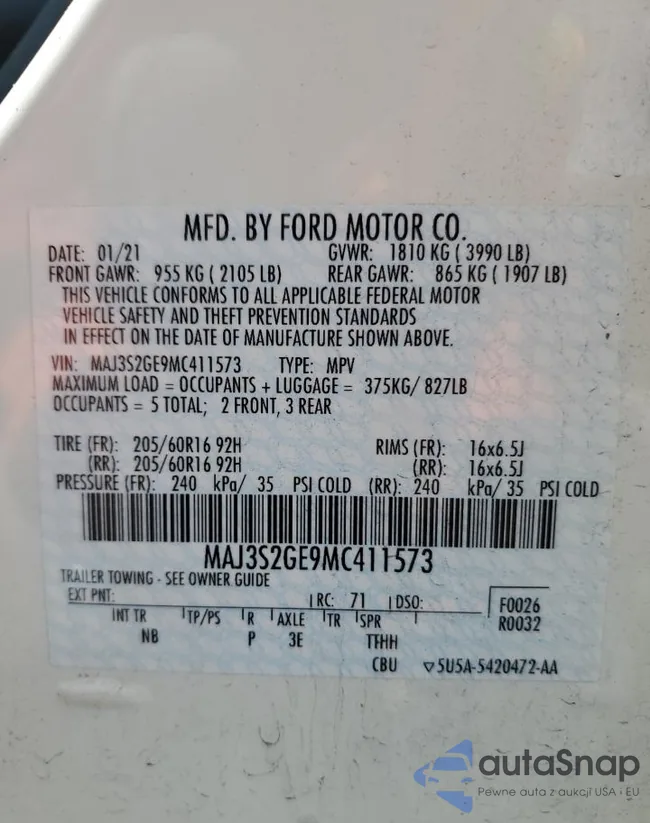 MFD. BY FORD MOTOR CO.
DATE: 01/21 GVWR: 1810 KG ( 3990 LB)
FRONT GAWR: 955 KG ( 2105 LB) REAR GAWR: 865 KG ( 1907 LB)
THIS VEHICLE CONFORMS TO ALL APPLICABLE FEDERAL MOTOR
VEHICLE SAFETY AND THEFT PREVENTION STANDARDS
IN EFFECT ON THE DATE OF MANUFACTURE SHOWN ABOVE.
VIN: MAJ3S2GE9MC411573 TYPE: MPV
MAXIMUM LOAD = OCCUPANTS + LUGGAGE = 375KG/ 827LB
OCCUPANTS = 5 TOTAL; 2 FRONT, 3 REAR
TIRE (FR): 205/60R16 92H RIMS (FR): 16x6.5J
(RR): 205/60R16 92H (RR): 16x6.5J
PRESSURE (FR): 240 kPa/ 35 PSI COLD (RR): 240 kPa/ 35 PSI COLD
MAJ3S2GE9MC411573
TRAILER TOWING - SEE OWNER GUIDE
EXT PNT: RC: 71 DSO: F0026
INT TR TP/PS R AXLE TR SPR R0032
NB P 3E TTHH
CBU 5U5A-5420472-AA
autaSnap
Pewne auta z aukcji USA i EU